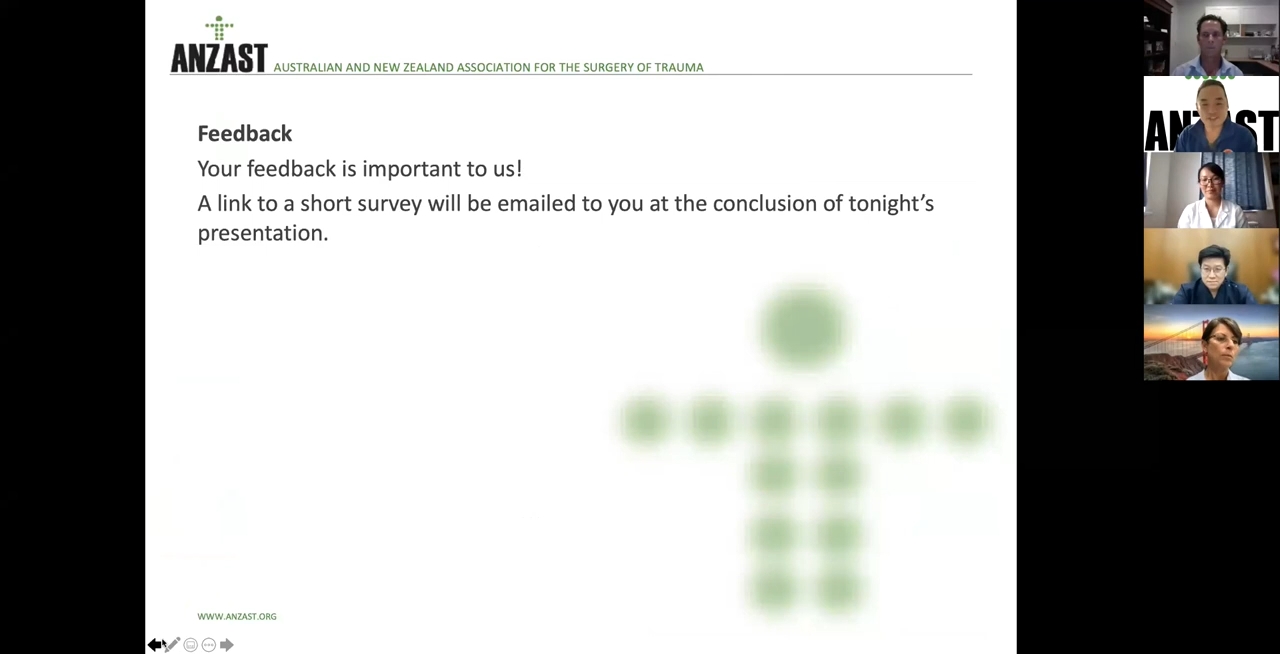 ANZAST
AUSTRALIAN AND NEW ZEALAND ASSOCIATION FOR THE SURGERY OF TRAUMA
Feedback
Your feedback is important to us!
A link to a short survey will be emailed to you at the conclusion of tonight’s
presentation.
WWW.ANZAST.ORG